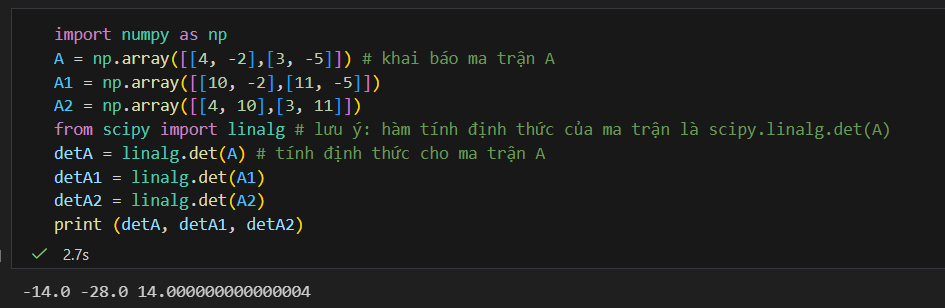 import numpy as np
A = np.array([[4, -2],[3, -5]]) # khai báo ma trận A
A1 = np.array([[10, -2],[11, -5]])
A2 = np.array([[4, 10],[3, 11]])
from scipy import linalg # lưu ý: hàm tính định thức của ma trận là scipy.linalg.det(A)
detA = linalg.det(A) # tính định thức cho ma trận A
detA1 = linalg.det(A1)
detA2 = linalg.det(A2)
print (detA, detA1, detA2)
2.7s
-14.0 -28.0 14.000000000000004